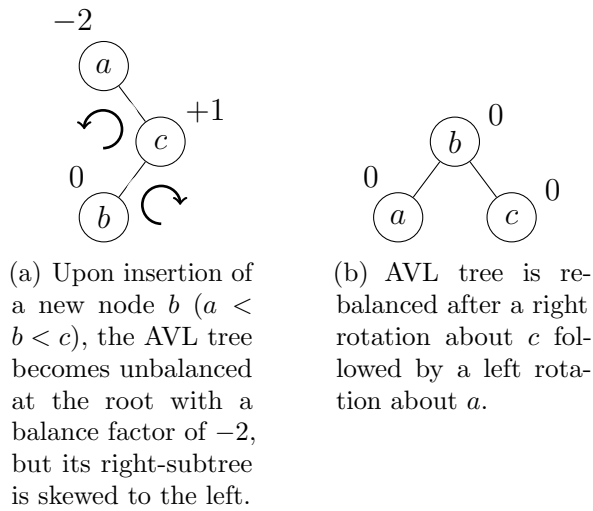 −2
a
+1
c
0
b
0
b
0
a
0
c
(a) Upon insertion of
a new node b (a <
b < c), the AVL tree
becomes unbalanced
at the root with a
balance factor of −2,
but its right-subtree
is skewed to the left.
(b) AVL tree is re-
balanced after a right
rotation about c fol-
lowed by a left rota-
tion about a.